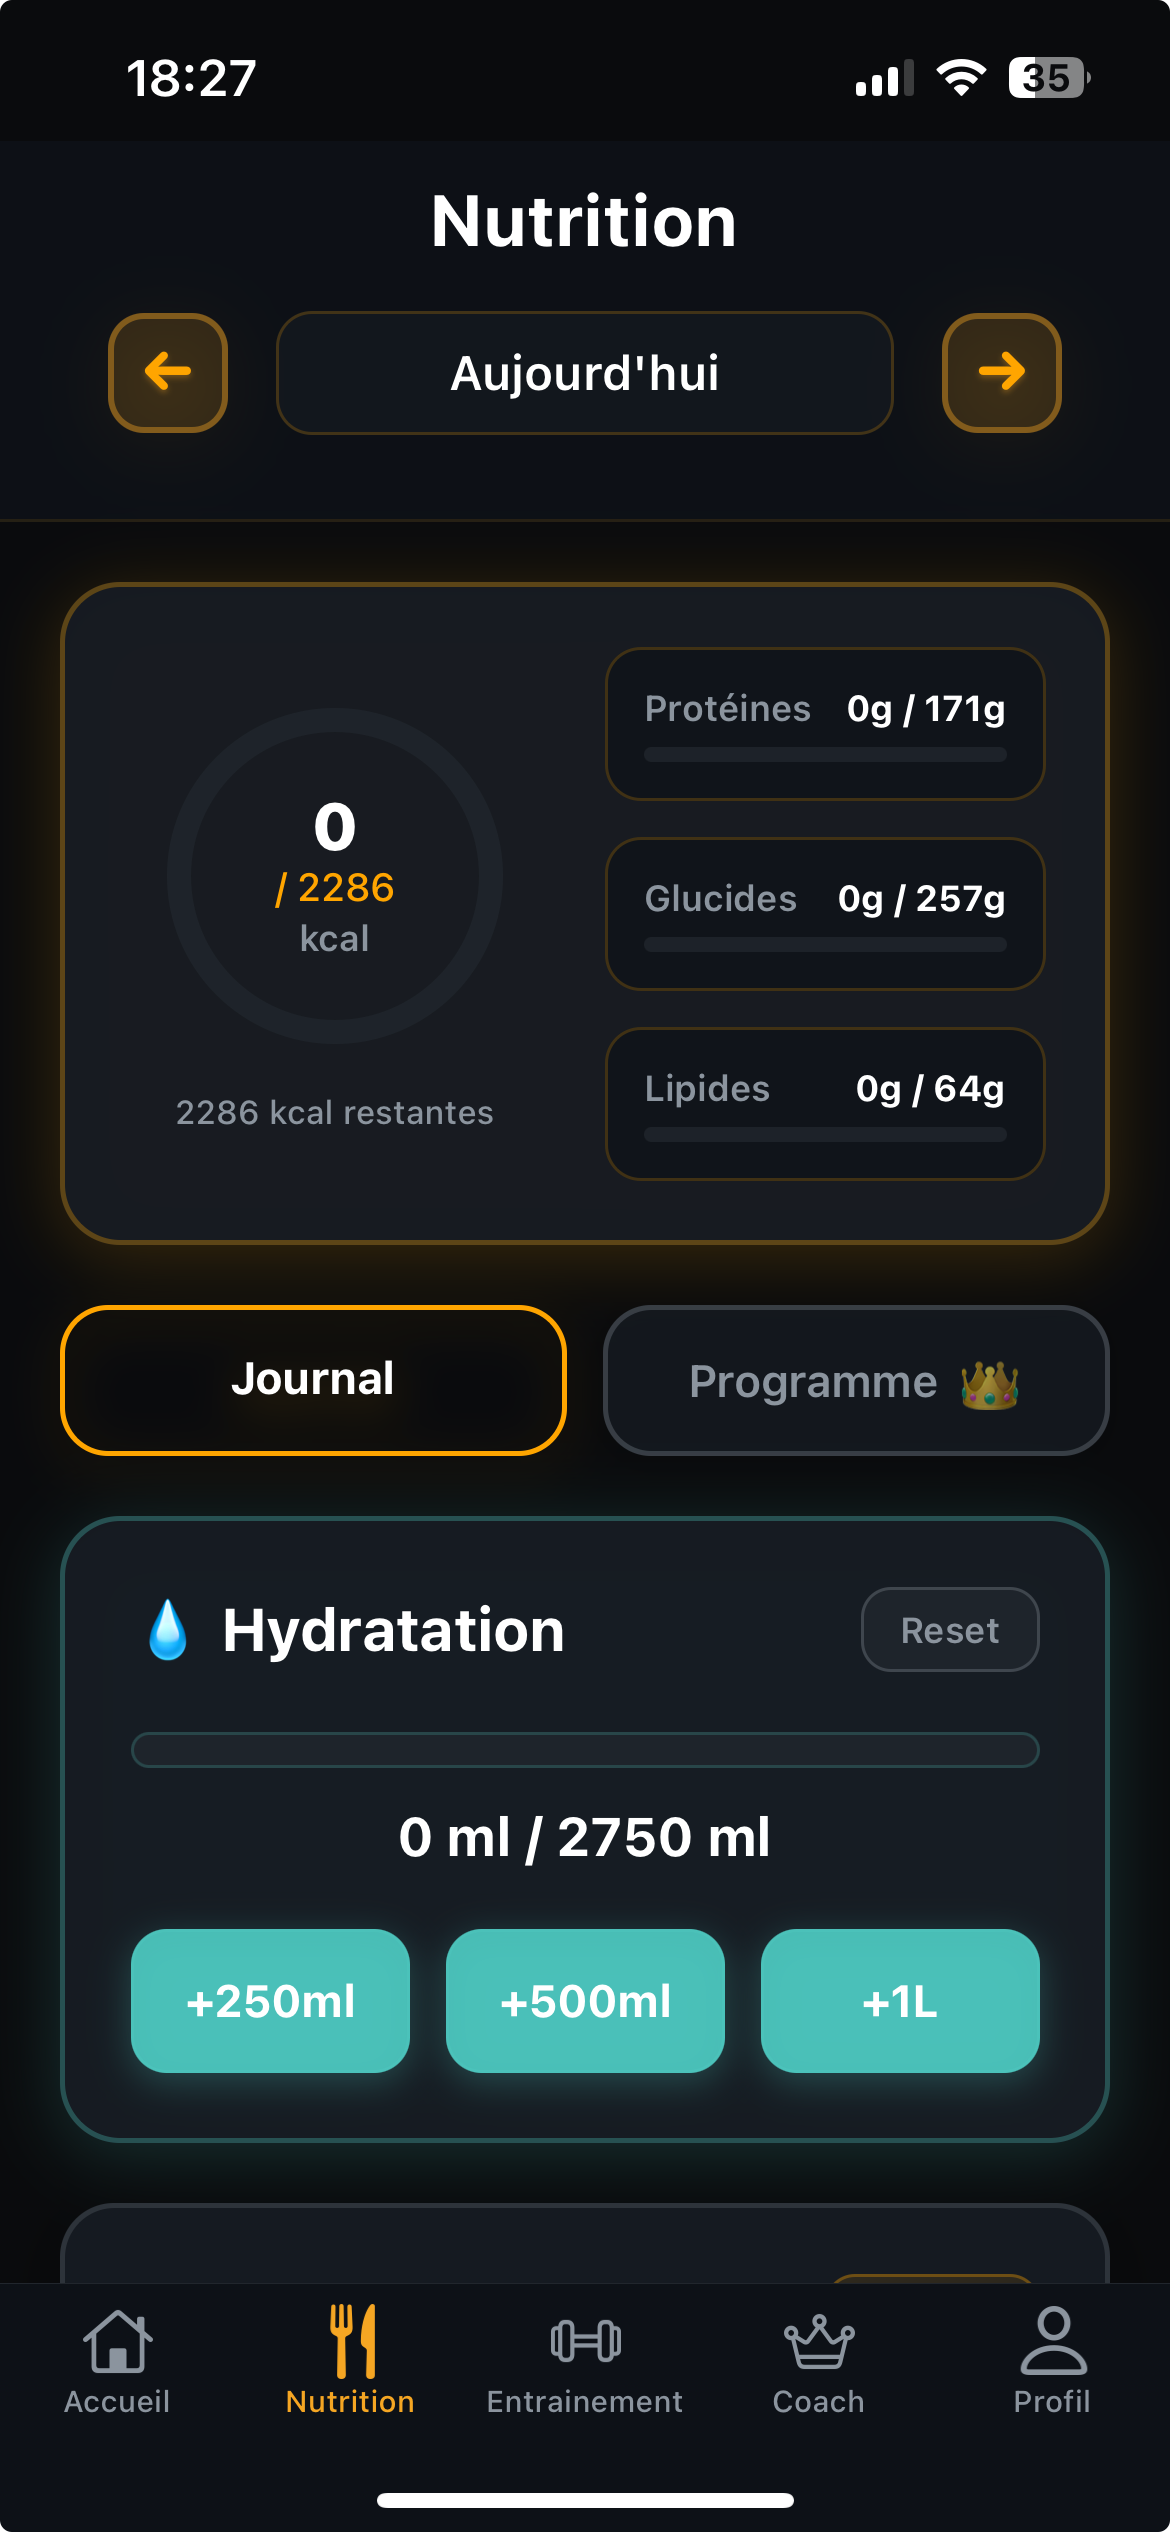 18:27
35
Nutrition
Aujourd'hui
0
/ 2286
kcal
2286 kcal restantes
Protéines 0g / 171g
Glucides 0g / 257g
Lipides 0g / 64g
Journal
Programme
Hydratation
Reset
0 ml / 2750 ml
+250ml
+500ml
+1L
Accueil
Nutrition
Entrainement
Coach
Profil